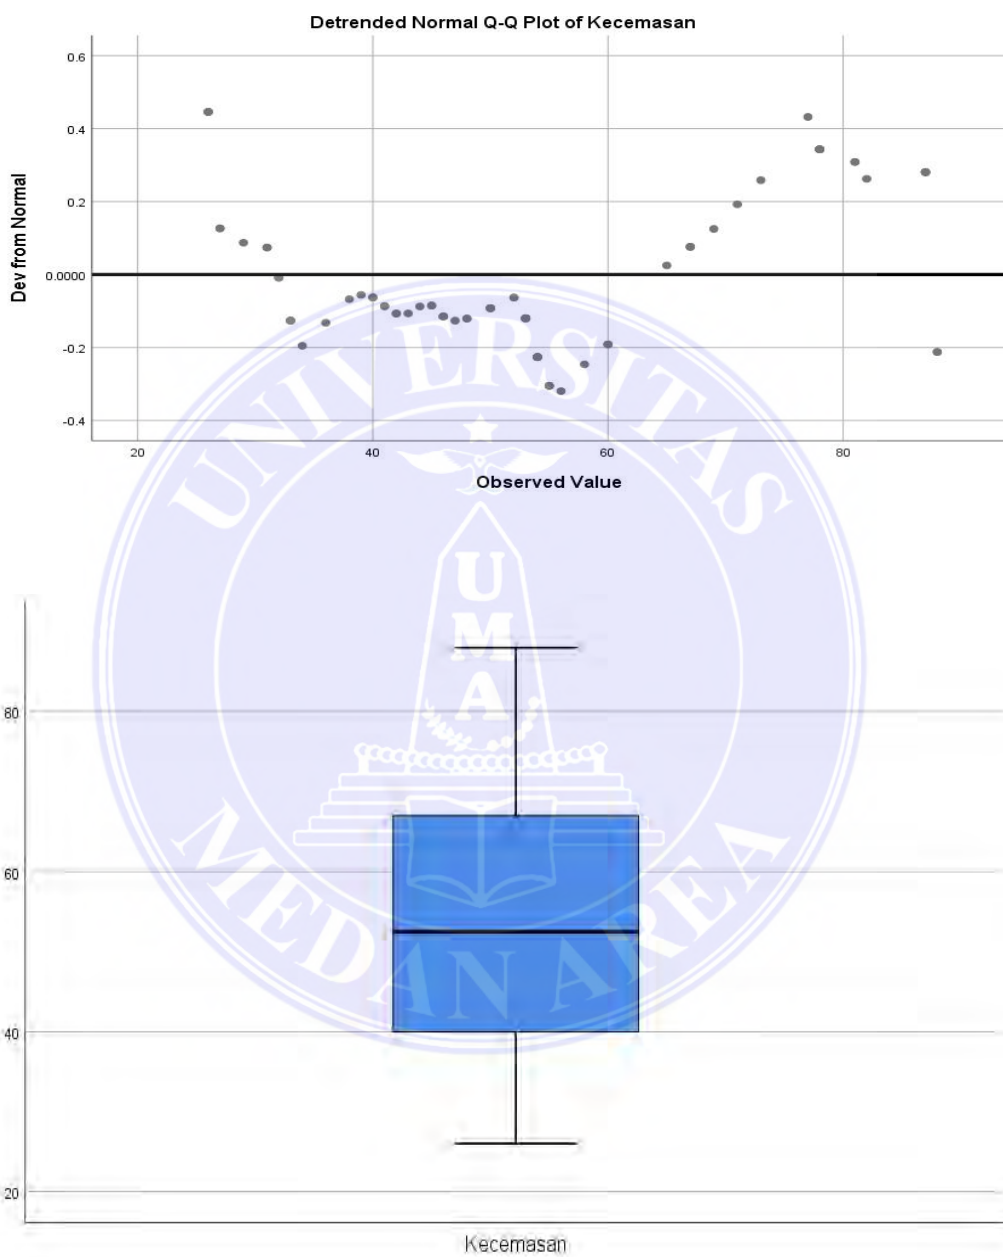 Detrended Normal Q-Q Plot of Kecemasan
Dev from Normal
0.6
0.4
0.2
0.0000
-0.2
-0.4
20 40 60 80
Observed Value
UNIVERSITAS
U
M
A
MEDAN AREA
80
60
40
20
Kecemasan